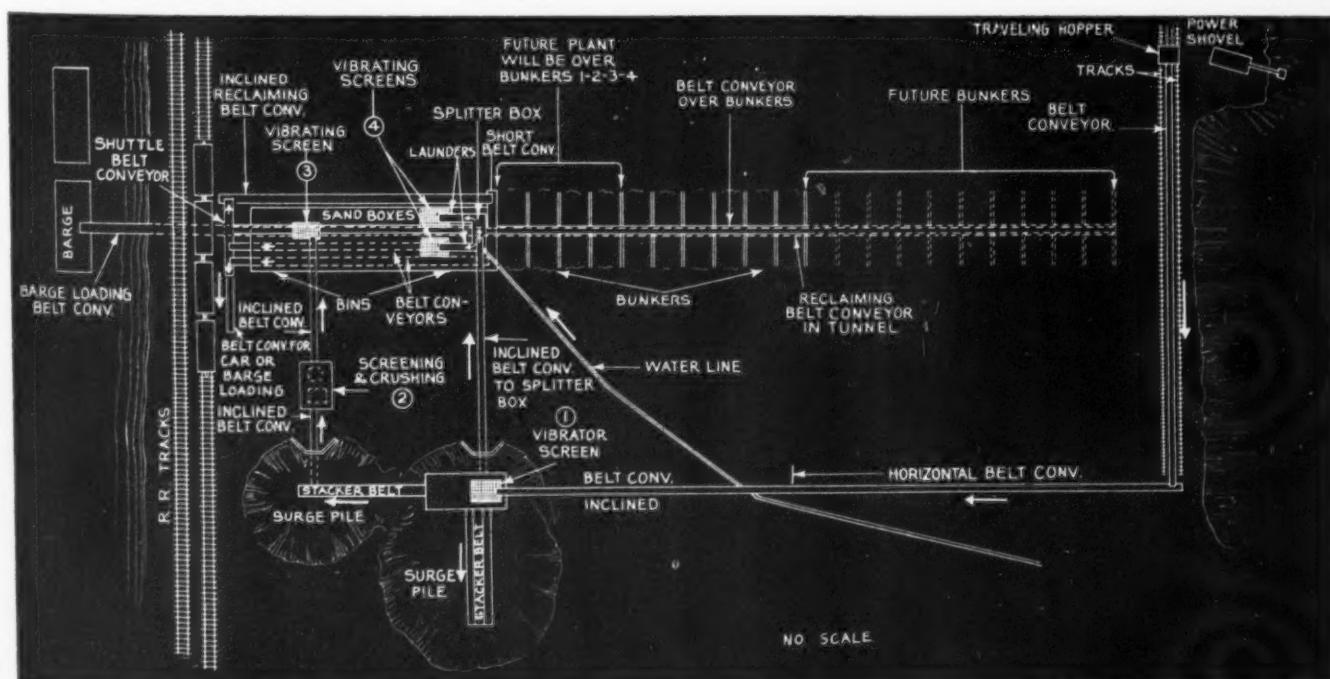 TRAVELING HOPPER
POWER
SHOVEL
TRACKS
BELT
CONVEYOR
FUTURE PLANT
WILL BE OVER
BUNKERS 1-2-3-4
VIBRATING
SCREENS
4
INCLINED
RECLAIMING
BELT CONV.
SPLITTER BOX
BELT CONVEYOR
OVER BUNKERS
FUTURE BUNKERS
VIBRATING
SCREEN
3
SHUTTLE
BELT
CONVEYOR
LAUNDERS
SHORT
BELT CONV.
SAND BOXES
BARGE
BARGE LOADING
BELT CONV.
BINS
BELT CON-
VEYORS
BUNKERS
RECLAIMING
BELT CONVEYOR
IN TUNNEL
INCLINED
BELT CONV.
BELT CONV. FOR
CAR OR
BARGE
LOADING
SCREENING
& CRUSHING
2
INCLINED
BELT CONV.
TO SPLITTER
BOX
WATER LINE
INCLINED
BELT CONV.
1
VIBRATOR
SCREEN
R.R. TRACKS
STACKER BELT
SURGE PILE
BELT CONV.
INCLINED
HORIZONTAL BELT CONV.
SURGE
PILE
STACKER BELT
NO SCALE